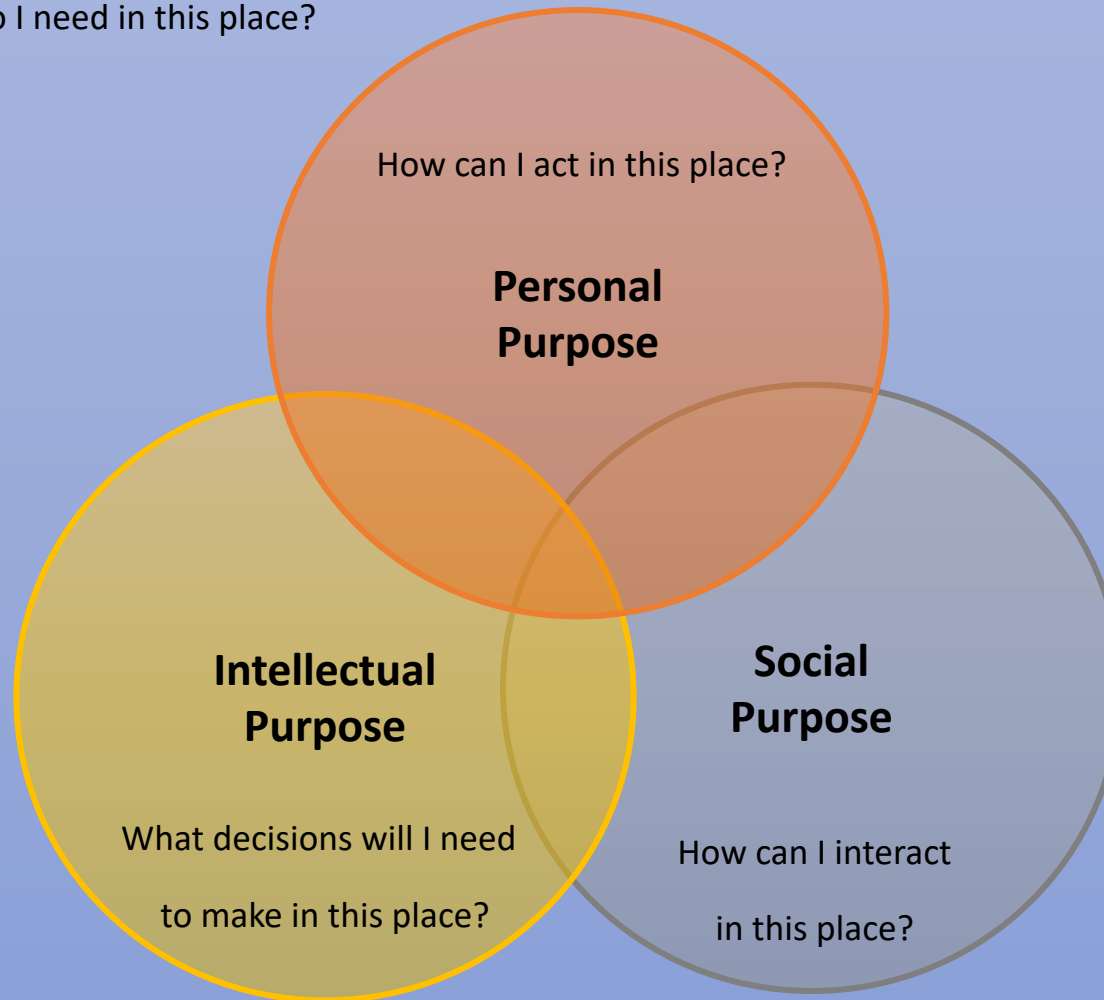 I need in this place?
How can I act in this place?
Personal
Purpose
Intellectual
Purpose
Social
Purpose
What decisions will I need
to make in this place?
How can I interact
in this place?